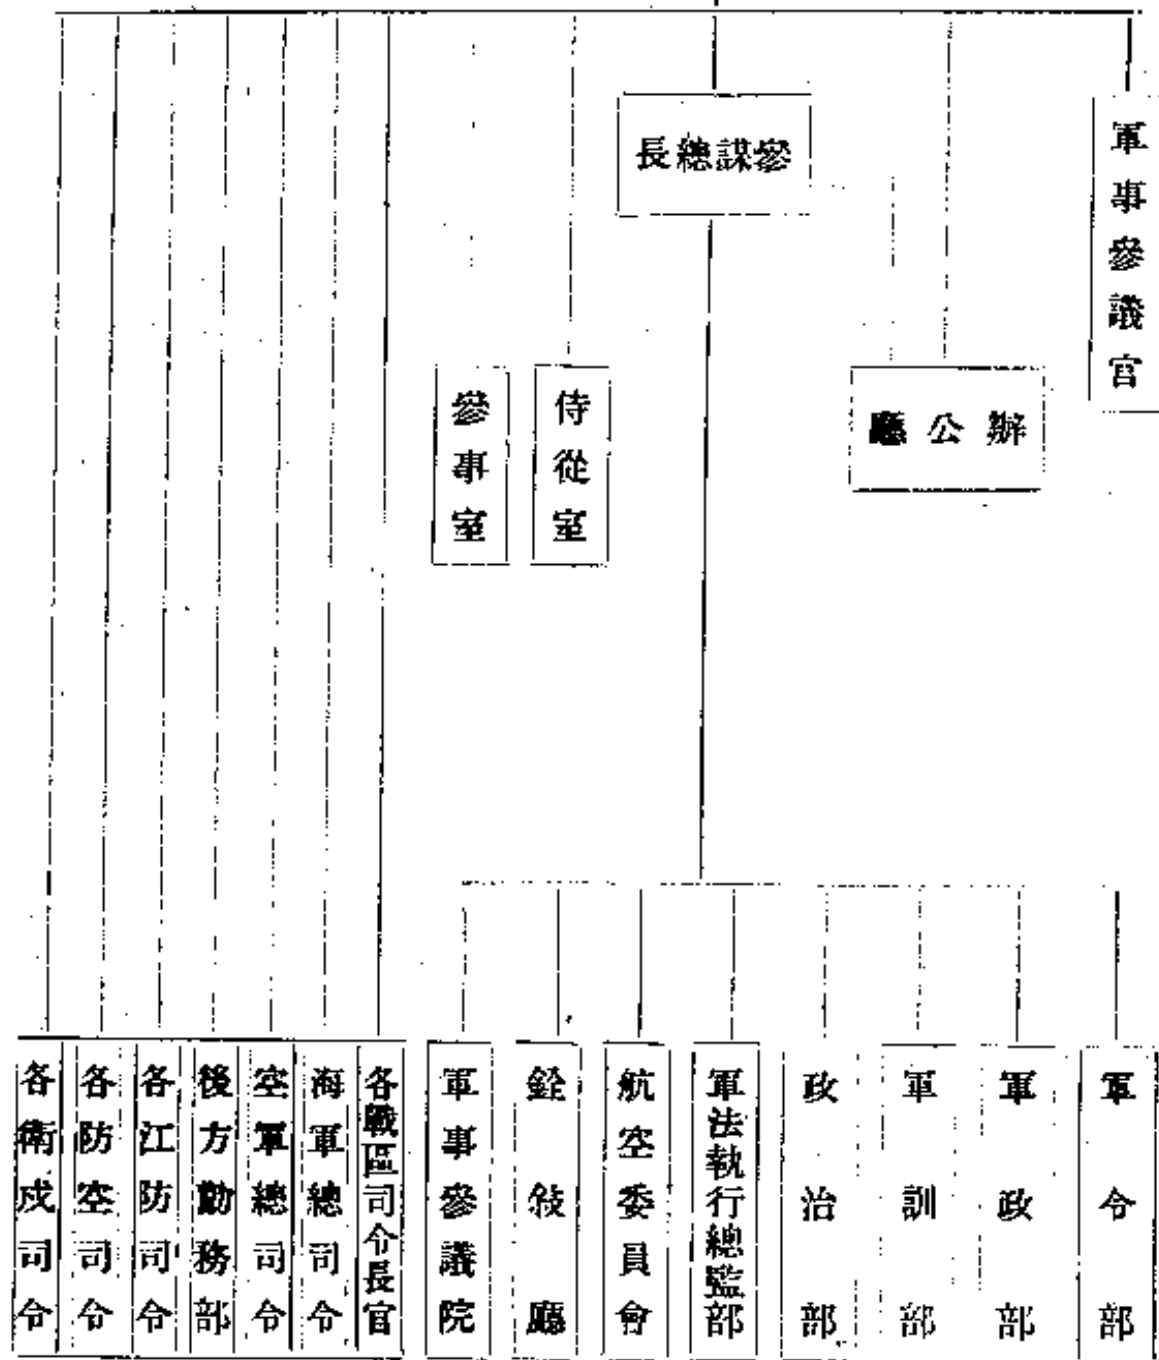 軍事參議官
參謀總長
辦公廳
侍從室
參事室
軍令部
軍政部
軍訓部
政治部
軍法執行總監部
航空委員會
銓敍廳
軍事參議院
各戰區司令長官
海軍總司令
空軍總司令
後方勤務部
各江防司令
各防空司令
各衛戍司令